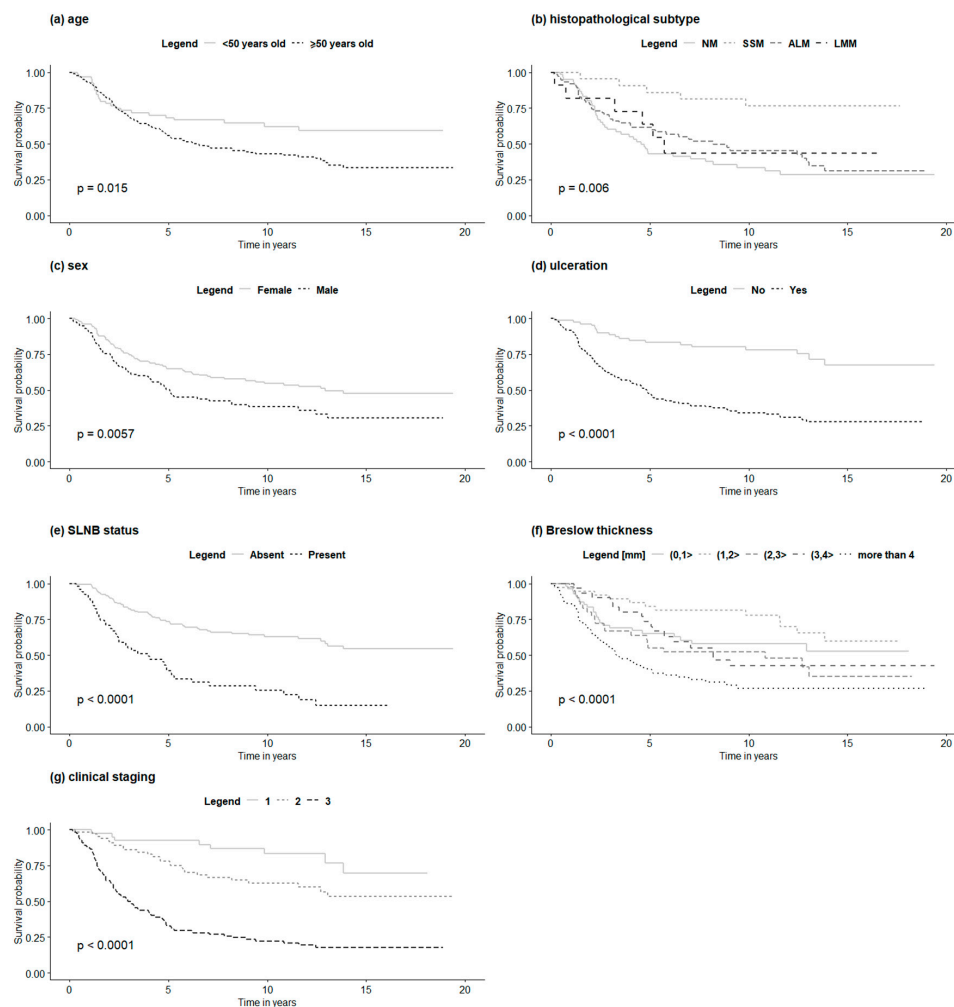 (a) age
Legend <50 years old ≥50 years old
Survival probability
1.00
0.75
0.50
0.25
0.00
p = 0.015
0 5 10 15 20
Time in years
(b) histopathological subtype
Legend NM SSM ALM LMM
Survival probability
1.00
0.75
0.50
0.25
0.00
p = 0.006
0 5 10 15 20
Time in years
(c) sex
Legend Female Male
Survival probability
1.00
0.75
0.50
0.25
0.00
p = 0.0057
0 5 10 15 20
Time in years
(d) ulceration
Legend No Yes
Survival probability
1.00
0.75
0.50
0.25
0.00
p < 0.0001
0 5 10 15 20
Time in years
(e) SLNB status
Legend Absent Present
Survival probability
1.00
0.75
0.50
0.25
0.00
p < 0.0001
0 5 10 15 20
Time in years
(f) Breslow thickness
Legend [mm] (0,1> (1,2> (2,3> (3,4> more than 4
Survival probability
1.00
0.75
0.50
0.25
0.00
p < 0.0001
0 5 10 15 20
Time in years
(g) clinical staging
Legend 1 2 3
Survival probability
1.00
0.75
0.50
0.25
0.00
p < 0.0001
0 5 10 15 20
Time in years